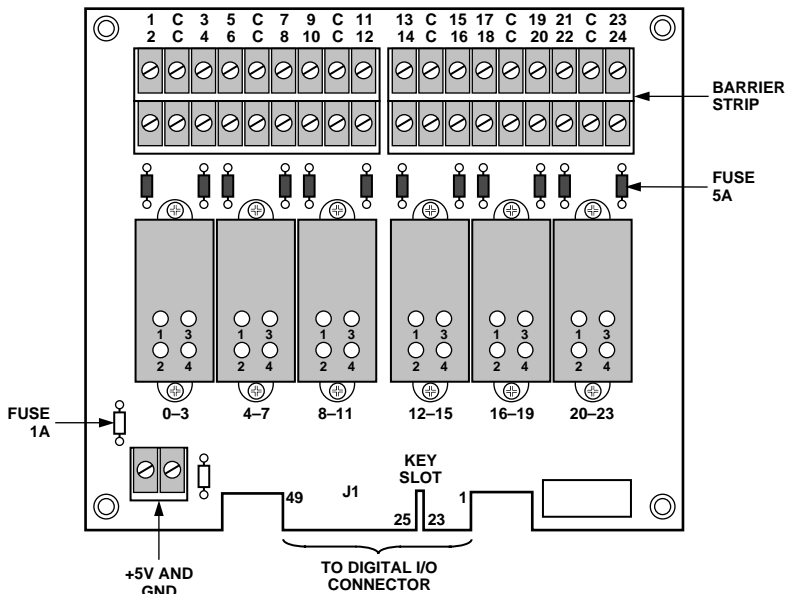 1 C 3 5 C 7 9 C 11 13 C 15 17 C 19 21 C 23
2 C 4 6 C 8 10 C 12 14 C 16 18 C 20 22 C 24
BARRIER
STRIP
FUSE
5A
1 3 1 3 1 3 1 3 1 3 1 3
2 4 2 4 2 4 2 4 2 4 2 4
0–3 4–7 8–11 12–15 16–19 20–23
FUSE
1A
KEY
SLOT
49 J1 1
25 23
+5V AND
GND
TO DIGITAL I/O
CONNECTOR